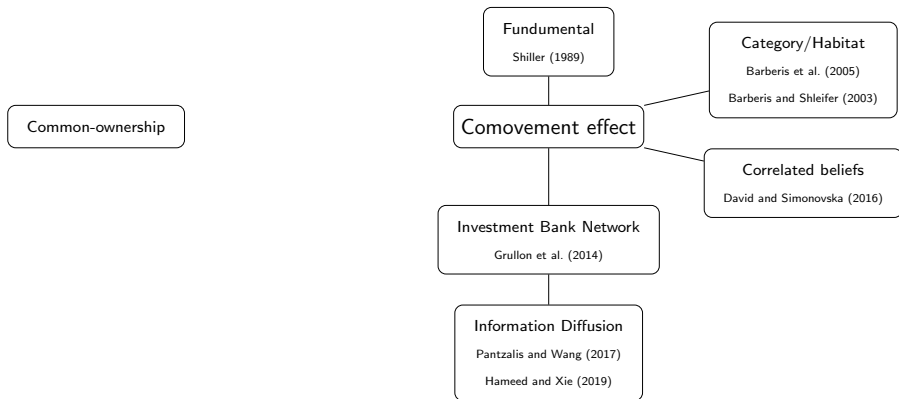 Fundumental
Shiller (1989)
Category/Habitat
Barberis et al. (2005)
Barberis and Shleifer (2003)
Common-ownership
Comovement effect
Correlated beliefs
David and Simonovska (2016)
Investment Bank Network
Grullon et al. (2014)
Information Diffusion
Pantzalis and Wang (2017)
Hameed and Xie (2019)